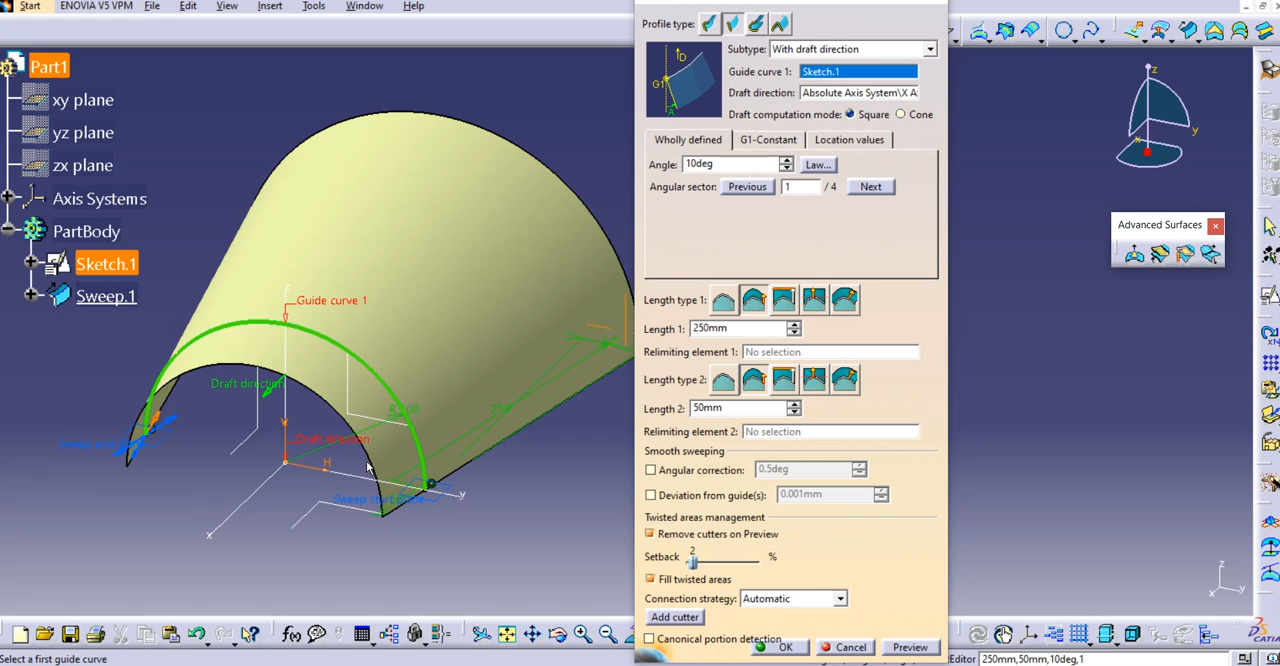 Start ENOVIA V5 VPM File Edit View Insert Tools Window Help
Part1
xy plane
yz plane
zx plane
Axis Systems
PartBody
Sketch.1
Sweep.1
Guide curve 1
Draft direction
Draft direction
Sweep start plane
V
H
x
y
z
Profile type:
Subtype: With draft direction
Guide curve 1: Sketch.1
Draft direction: Absolute Axis System\X A
Draft computation mode: Square Cone
Wholly defined G1-Constant Location values
Angle: 10deg Law...
Angular sector: Previous 1 / 4 Next
Length type 1:
Length 1: 250mm
Relimiting element 1: No selection
Length type 2:
Length 2: 50mm
Relimiting element 2: No selection
Smooth sweeping
Angular correction: 0.5deg
Deviation from guide(s): 0.001mm
Twisted areas management
Remove cutters on Preview
Setback 2 %
Fill twisted areas
Connection strategy: Automatic
Add cutter
Canonical portion detection
OK Cancel Preview
z
y
x
Advanced Surfaces
z
x y
CATIA
Select a first guide curve
Editor 250mm,50mm,10deg,1